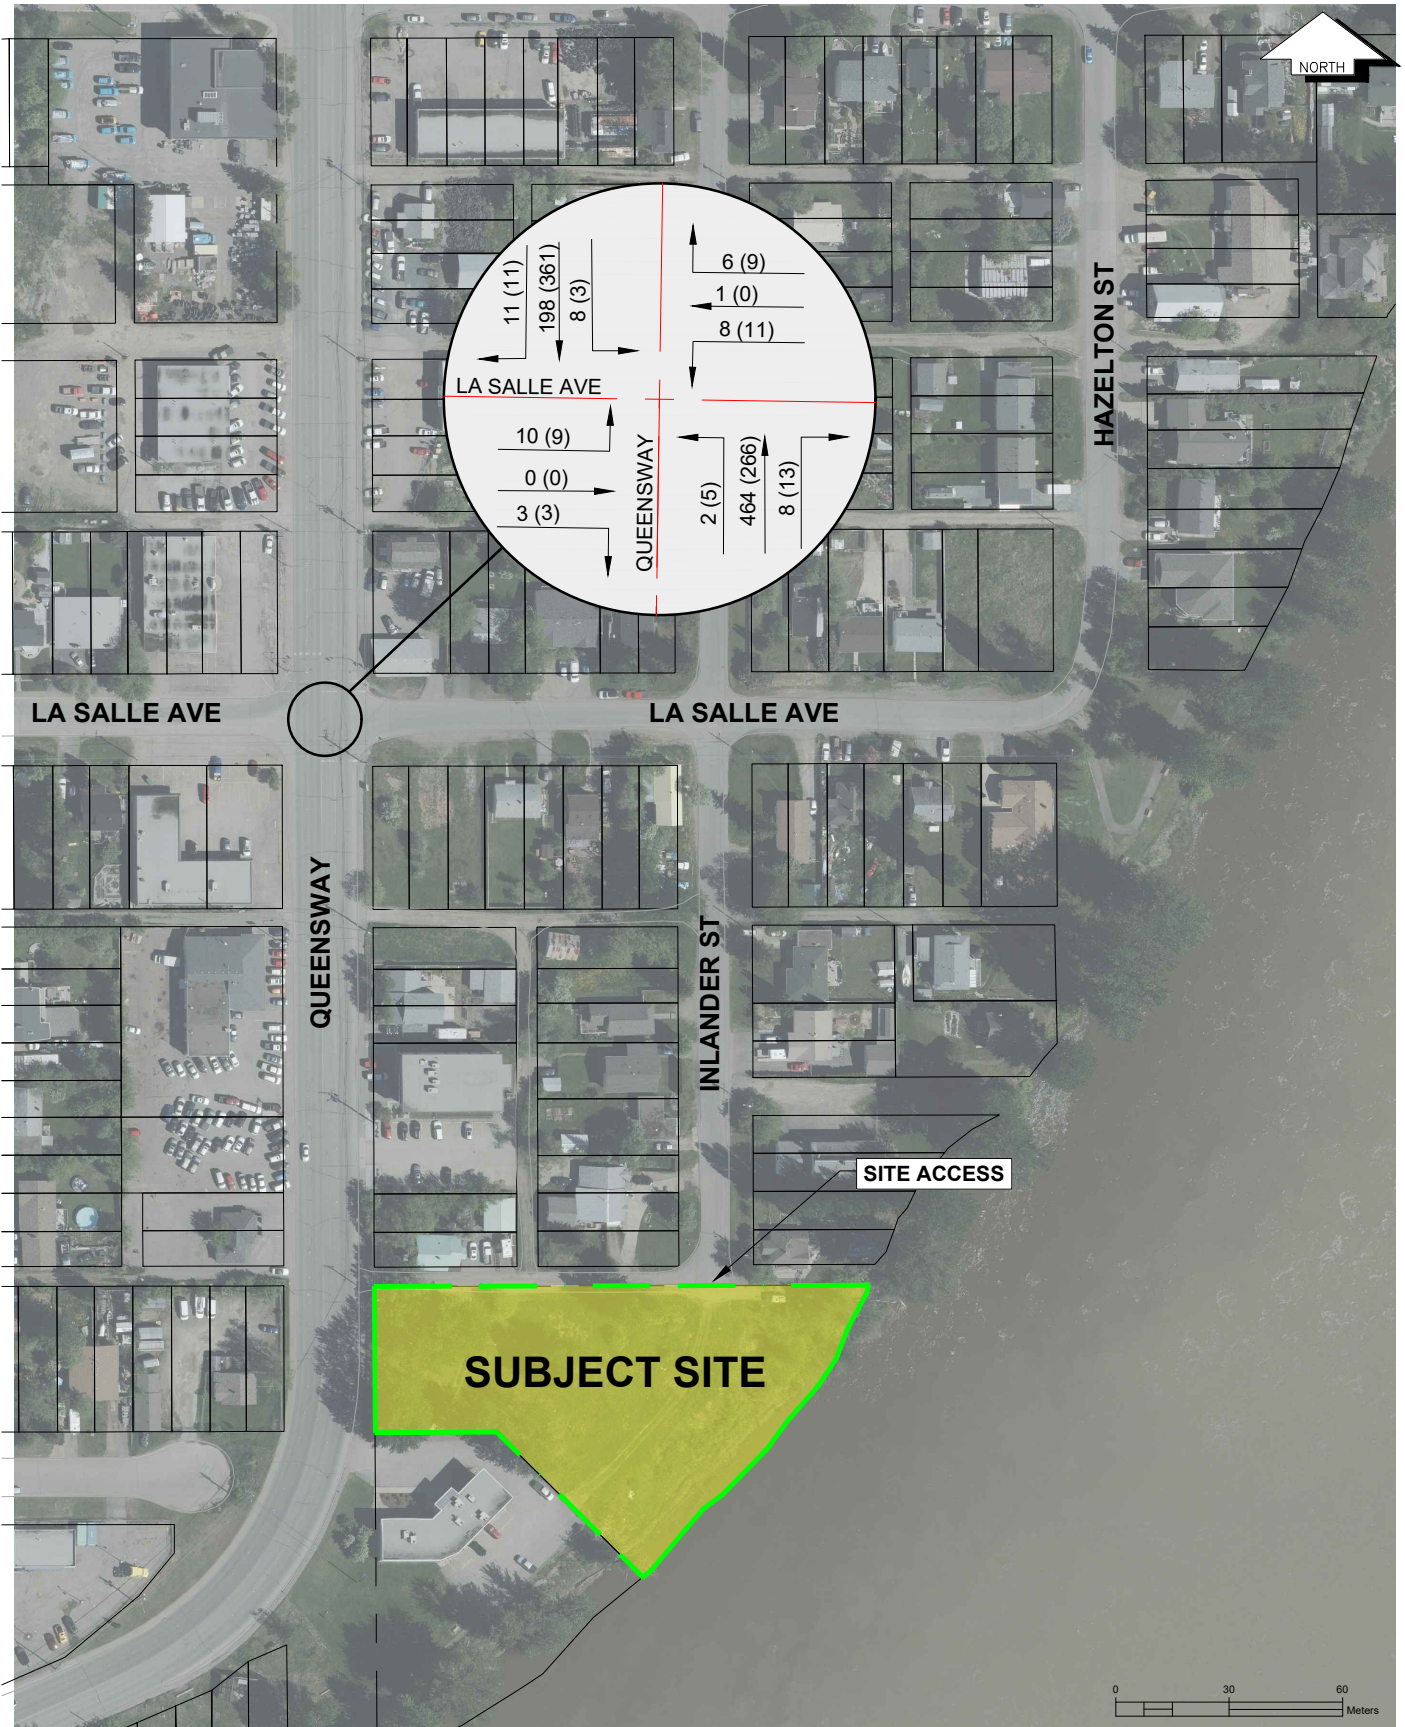 NORTH
11 (11)
198 (361)
8 (3)
6 (9)
1 (0)
8 (11)
LA SALLE AVE
10 (9)
0 (0)
3 (3)
QUEENSWAY
2 (5)
464 (266)
8 (13)
HAZELTON ST
LA SALLE AVE
LA SALLE AVE
QUEENSWAY
INLANDER ST
SITE ACCESS
SUBJECT SITE
0 30 60
Meters